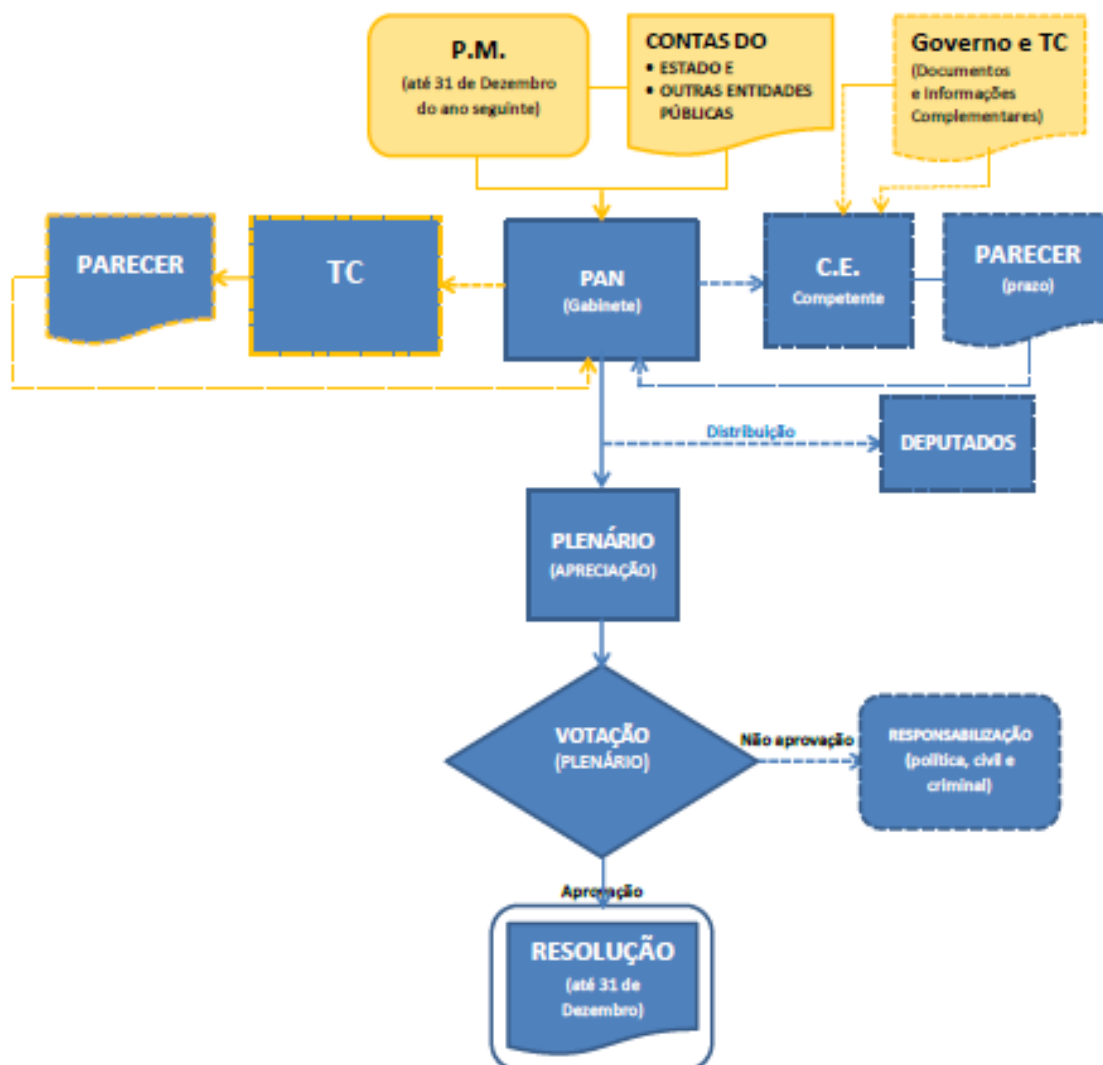 P.M.
(até 31 de Dezembro
do ano seguinte)
CONTAS DO
• ESTADO E
• OUTRAS ENTIDADES
PÚBLICAS
Governo e TC
(Documentos
e Informações
Complementares)
PARECER
TC
PAN
(Gabinete)
C.E.
Competente
PARECER
(prazo)
Distribuição
DEPUTADOS
PLENÁRIO
(APRECIAÇÃO)
VOTAÇÃO
(PLENÁRIO)
Não aprovação
RESPONSABILIZAÇÃO
(política, civil e
criminal)
Aprovação
RESOLUÇÃO
(até 31 de
Dezembro)